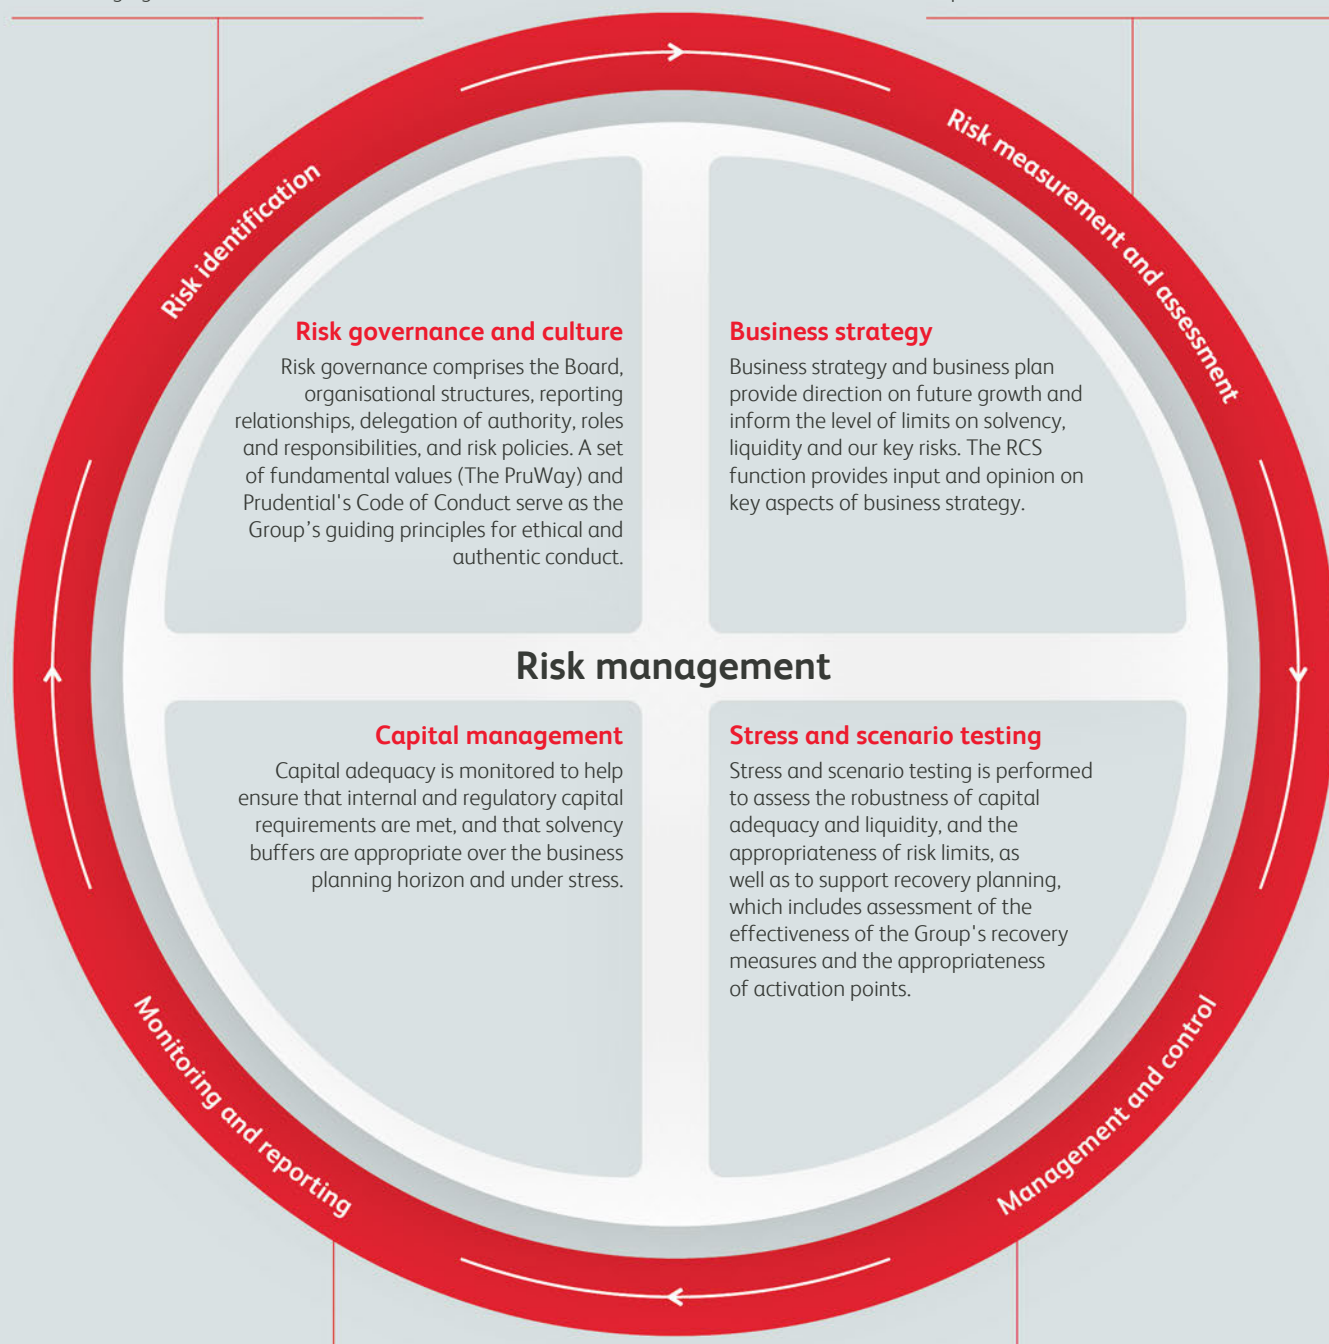 Risk identification
Risk measurement and assessment
Risk governance and culture
Risk governance comprises the Board,
organisational structures, reporting
relationships, delegation of authority, roles
and responsibilities, and risk policies. A set
of fundamental values (The PruWay) and
Prudential's Code of Conduct serve as the
Group’s guiding principles for ethical and
authentic conduct.
Business strategy
Business strategy and business plan
provide direction on future growth and
inform the level of limits on solvency,
liquidity and our key risks. The RCS
function provides input and opinion on
key aspects of business strategy.
Risk management
Capital management
Capital adequacy is monitored to help
ensure that internal and regulatory capital
requirements are met, and that solvency
buffers are appropriate over the business
planning horizon and under stress.
Stress and scenario testing
Stress and scenario testing is performed
to assess the robustness of capital
adequacy and liquidity, and the
appropriateness of risk limits, as
well as to support recovery planning,
which includes assessment of the
effectiveness of the Group's recovery
measures and the appropriateness
of activation points.
Monitoring and reporting
Management and control